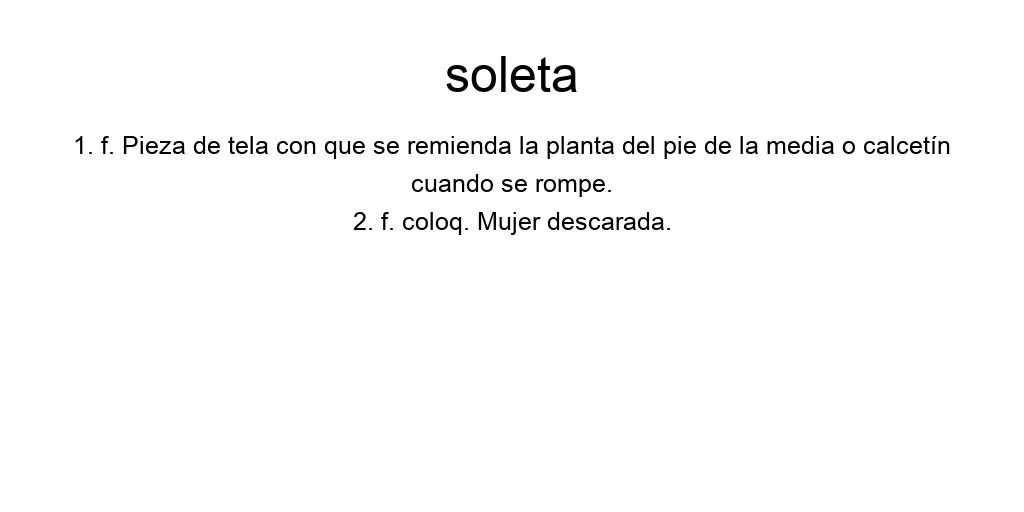 soleta
1. f. Pieza de tela con que se remienda la planta del pie de la media o calcetín
cuando se rompe.
2. f. coloq. Mujer descarada.